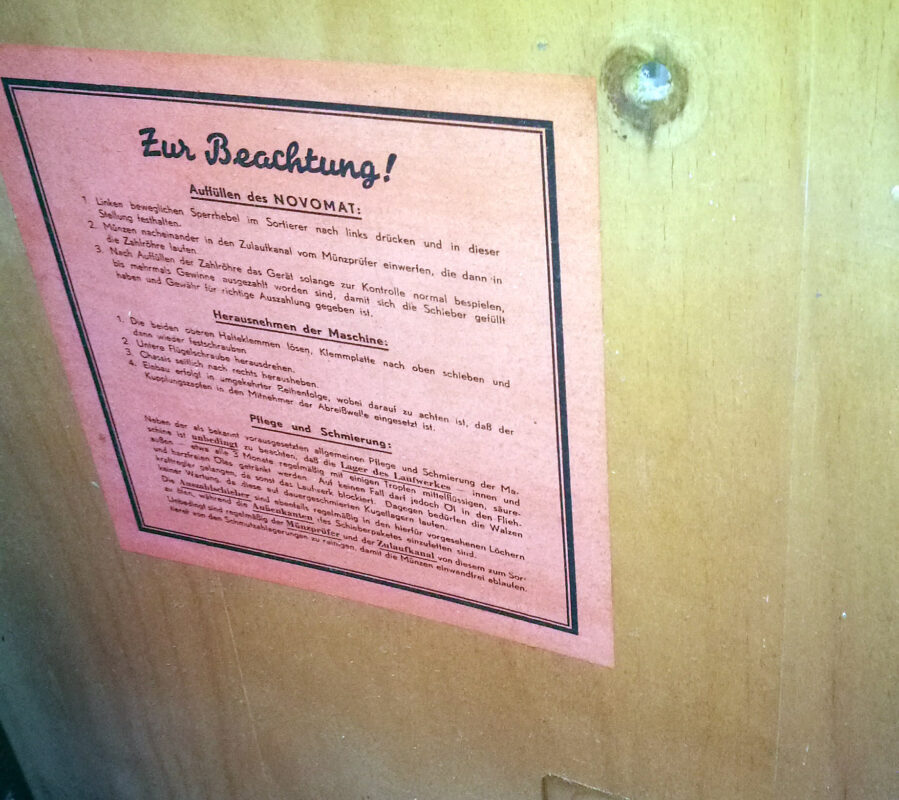 Zur Beachtung!
Auffüllen des NOVOMAT:
1. Linken beweglichen Sperrhebel im Sortierer nach links drücken und in dieser
Stellung festhalten.
2. Münzen nacheinander in den Zulaufkanal vom Münzprüfer einwerfen, die dann in
die Zahlröhre laufen.
3. Nach Auffüllen der Zahlröhre das Gerät solange zur Kontrolle normal bespielen,
bis mehrmals Gewinne ausgezahlt worden sind, damit sich die Schieber gefüllt
haben und Gewähr für richtige Auszahlung gegeben ist.
Herausnehmen der Maschine:
1. Die beiden oberen Halteklemmen lösen, Klemmplatte nach oben schieben und
dann wieder festschrauben
2. Untere Flügelschraube herausdrehen.
3. Chassis seitlich nach rechts herausheben.
4. Einbau erfolgt in umgekehrter Reihenfolge, wobei darauf zu achten ist, daß der
Kupplungszapfen in den Mitnehmer der Abreißwelle eingesetzt ist.
Pflege und Schmierung:
Neben der als bekannt vorausgesetzten allgemeinen Pflege und Schmierung der Ma-
schine ist unbedingt zu beachten, daß die Lager des Laufwerkes – innen und
außen – etwa alle 3 Monate regelmäßig mit einigen Tropfen mittelflüssigen, säure-
und harzfreien Öles getränkt werden. Auf keinen Fall darf jedoch Öl in den Flieh-
kraftregler gelangen, da sonst das Laufwerk blockiert. Dagegen bedürfen die Walzen
keiner Wartung, da diese auf dauergeschmierten Kugellagern laufen.
Die Auszahlschieber sind ebenfalls regelmäßig in den hierfür vorgesehenen Löchern
zu ölen, während die Außenkanten des Schieberpaketes einzufetten sind.
Unbedingt sind regelmäßig der Münzprüfer und der Zulaufkanal von diesem zum Sor-
tierer von den Schmutzablagerungen zu reinigen, damit die Münzen einwandfrei ablaufen.